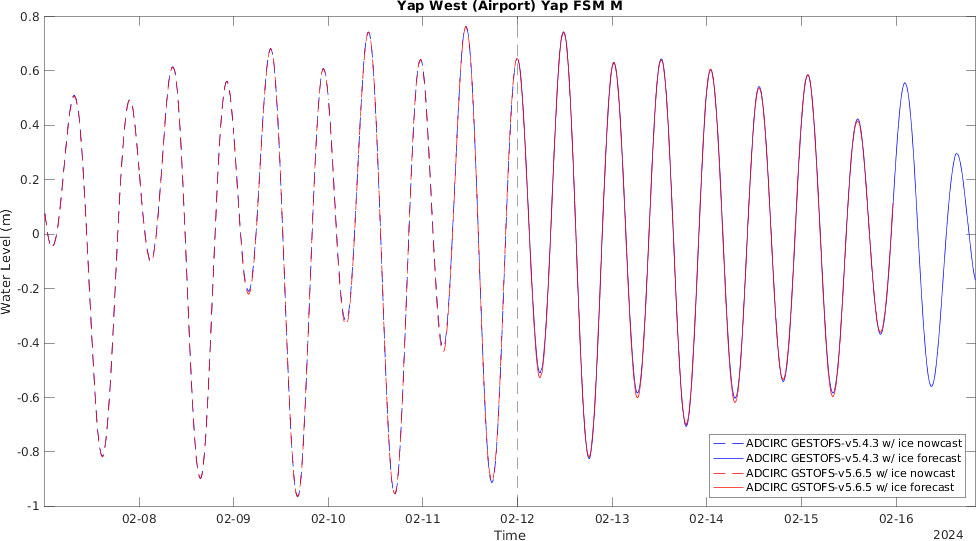 Yap West (Airport) Yap FSM M
0.8
0.6
0.4
0.2
0
-0.2
-0.4
-0.6
-0.8
-1
Water Level (m)
ADCIRC GESTOFS-v5.4.3 w/ ice nowcast
ADCIRC GESTOFS-v5.4.3 w/ ice forecast
ADCIRC GSTOFS-v5.6.5 w/ ice nowcast
ADCIRC GSTOFS-v5.6.5 w/ ice forecast
02-08 02-09 02-10 02-11 02-12 02-13 02-14 02-15 02-16
Time
2024